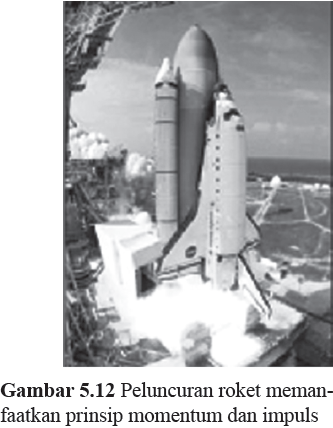 Gambar 5.12 Peluncuran roket meman-
faatkan prinsip momentum dan impuls